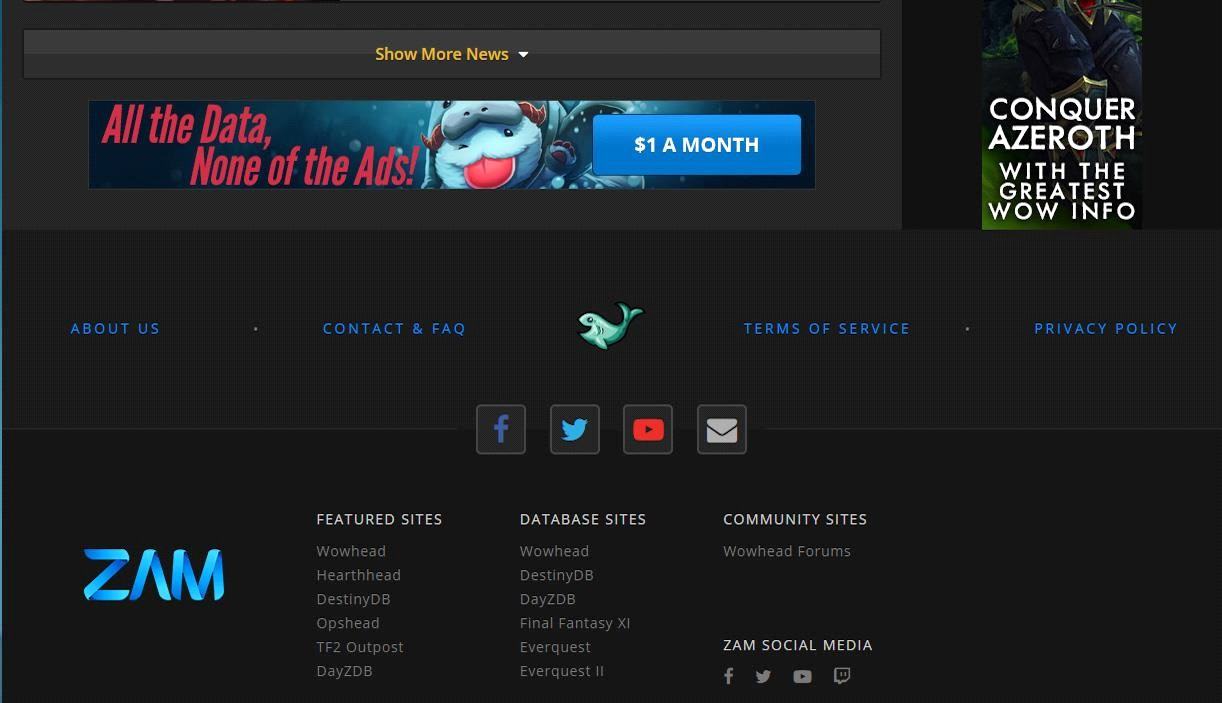 Show More News
All the Data,
None of the Ads!
$1 A MONTH
CONQUER
AZEROTH
WITH THE
GREATEST
WOW INFO
ABOUT US
CONTACT & FAQ
TERMS OF SERVICE
PRIVACY POLICY
ZAM
FEATURED SITES
Wowhead
Hearthhead
DestinyDB
Opshead
TF2 Outpost
DayZDB
DATABASE SITES
Wowhead
DestinyDB
DayZDB
Final Fantasy XI
Everquest
Everquest II
COMMUNITY SITES
Wowhead Forums
ZAM SOCIAL MEDIA